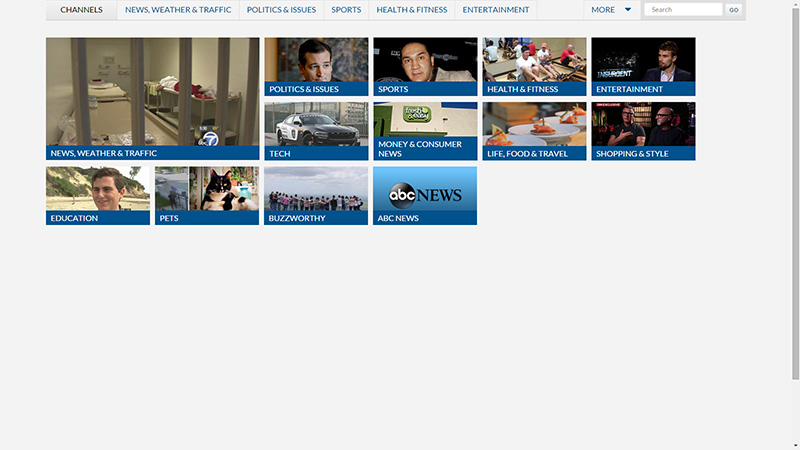 CHANNELS
NEWS, WEATHER & TRAFFIC
POLITICS & ISSUES
SPORTS
HEALTH & FITNESS
ENTERTAINMENT
MORE
Search
GO
NEWS, WEATHER & TRAFFIC
POLITICS & ISSUES
SPORTS
HEALTH & FITNESS
INSURGENT
ENTERTAINMENT
TECH
fresh&easy
MONEY & CONSUMER
NEWS
LIFE, FOOD & TRAVEL
SHOPPING & STYLE
EDUCATION
PETS
BUZZWORTHY
abc NEWS
ABC NEWS